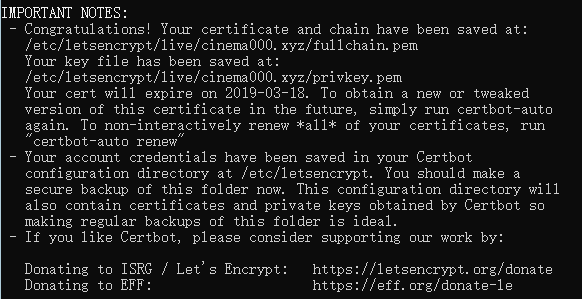 IMPORTANT NOTES:
- Congratulations! Your certificate and chain have been saved at:
/etc/letsencrypt/live/cinema000.xyz/fullchain.pem
Your key file has been saved at:
/etc/letsencrypt/live/cinema000.xyz/privkey.pem
Your cert will expire on 2019-03-18. To obtain a new or tweaked
version of this certificate in the future, simply run certbot-auto
again. To non-interactively renew *all* of your certificates, run
"certbot-auto renew"
- Your account credentials have been saved in your Certbot
configuration directory at /etc/letsencrypt. You should make a
secure backup of this folder now. This configuration directory will
also contain certificates and private keys obtained by Certbot so
making regular backups of this folder is ideal.
- If you like Certbot, please consider supporting our work by:
Donating to ISRG / Let's Encrypt:   https://letsencrypt.org/donate
Donating to EFF:                    https://eff.org/donate-le